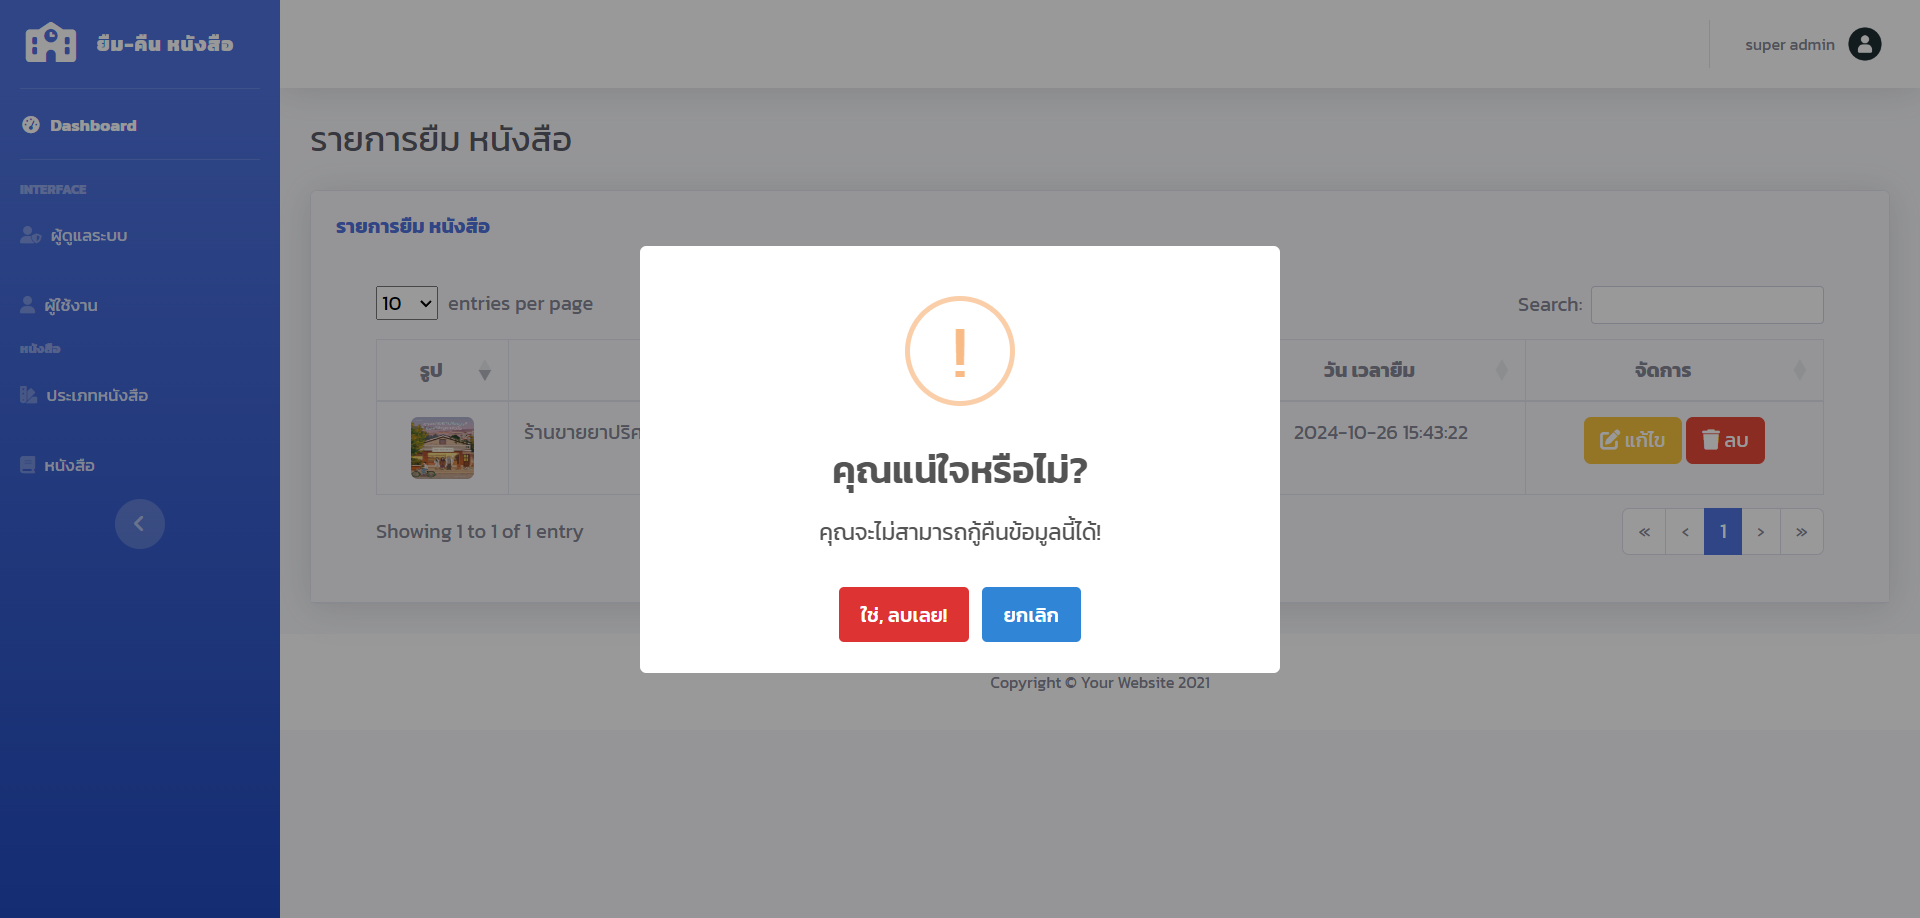 ยืม-คืน หนังสือ
super admin
Dashboard
INTERFACE
ผู้ดูแลระบบ
ผู้ใช้งาน
หนังสือ
ประเภทหนังสือ
หนังสือ
รายการยืม หนังสือ
รายการยืม หนังสือ
10 entries per page
Search:
รูป วัน เวลายืม จัดการ
ร้านขายยาปริ 2024-10-26 15:43:22 แก้ไข ลบ
Showing 1 to 1 of 1 entry
« ‹ 1 › »
!
คุณแน่ใจหรือไม่?
คุณจะไม่สามารถกู้คืนข้อมูลนี้ได้!
ใช่, ลบเลย! ยกเลิก
Copyright © Your Website 2021